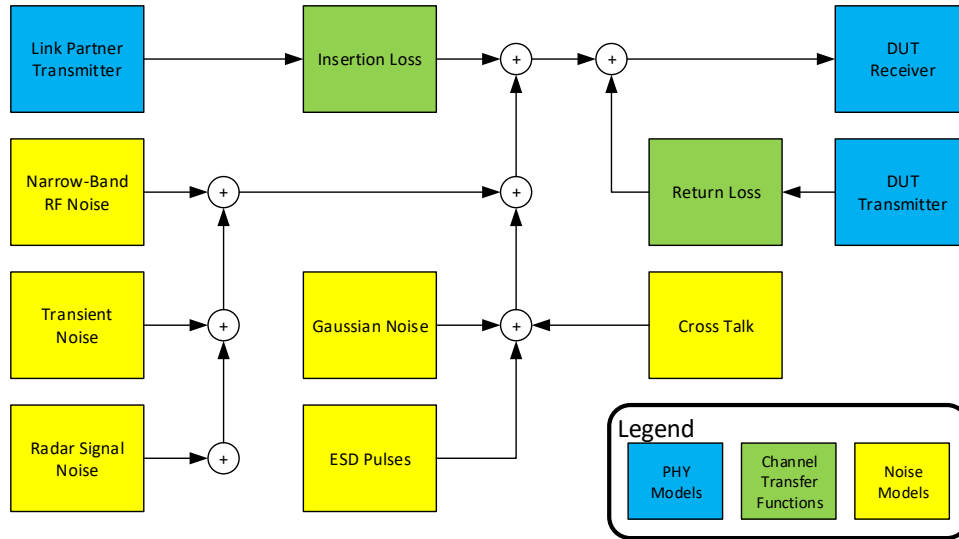 Link Partner
Transmitter
Insertion Loss
+
+
DUT
Receiver
Narrow-Band
RF Noise
+
+
Return Loss
DUT
Transmitter
Transient
Noise
+
Gaussian Noise
+
Cross Talk
Radar Signal
Noise
+
ESD Pulses
Legend
PHY
Models
Channel
Transfer
Functions
Noise
Models